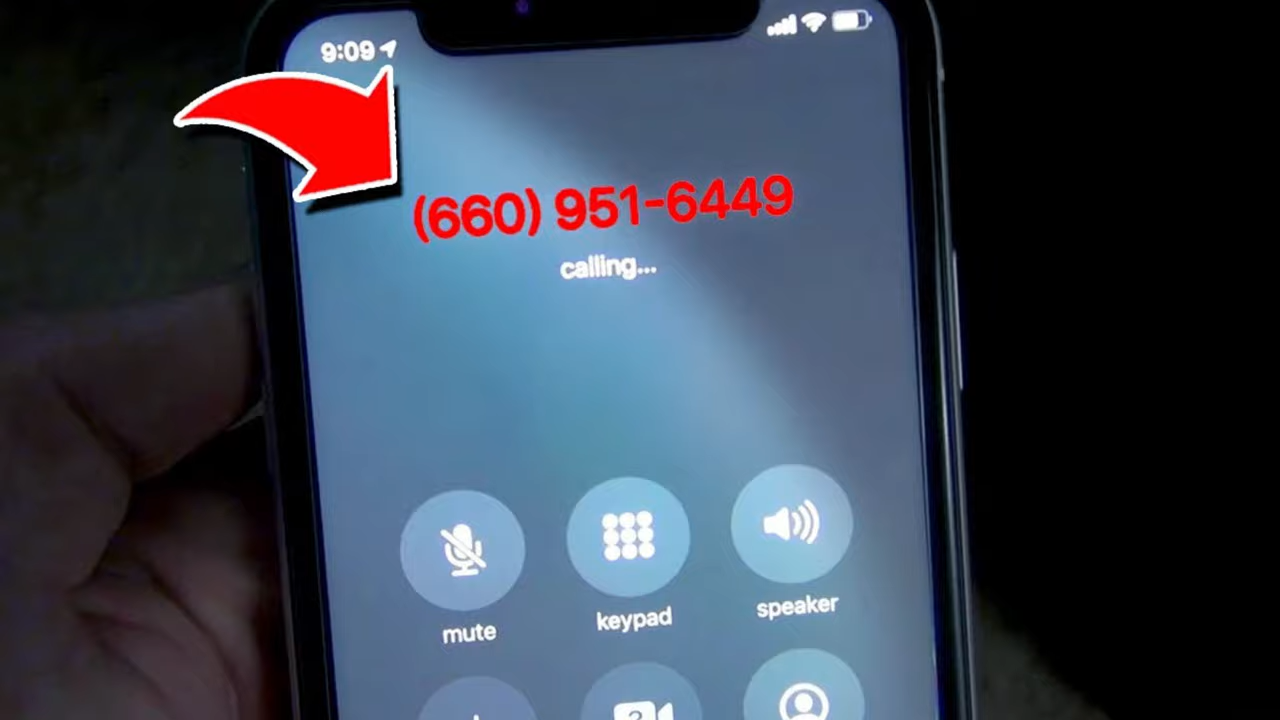 9:09
(660) 951-6449
calling...
mute
keypad
speaker
?